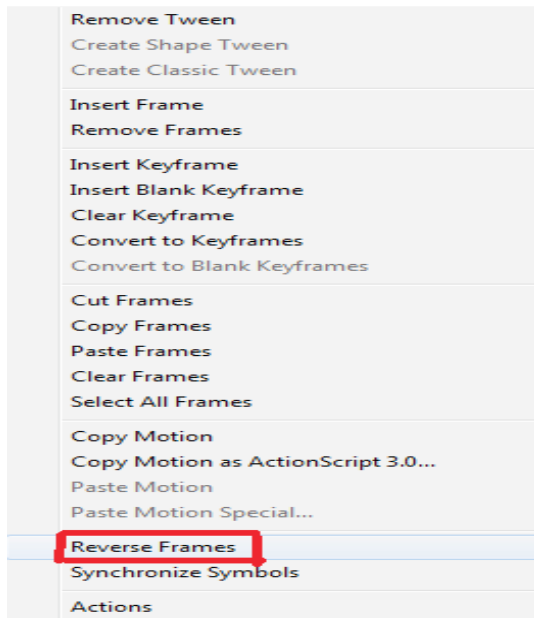 Remove Tween
Create Shape Tween
Create Classic Tween
Insert Frame
Remove Frames
Insert Keyframe
Insert Blank Keyframe
Clear Keyframe
Convert to Keyframes
Convert to Blank Keyframes
Cut Frames
Copy Frames
Paste Frames
Clear Frames
Select All Frames
Copy Motion
Copy Motion as ActionScript 3.0...
Paste Motion
Paste Motion Special...
Reverse Frames
Synchronize Symbols
Actions